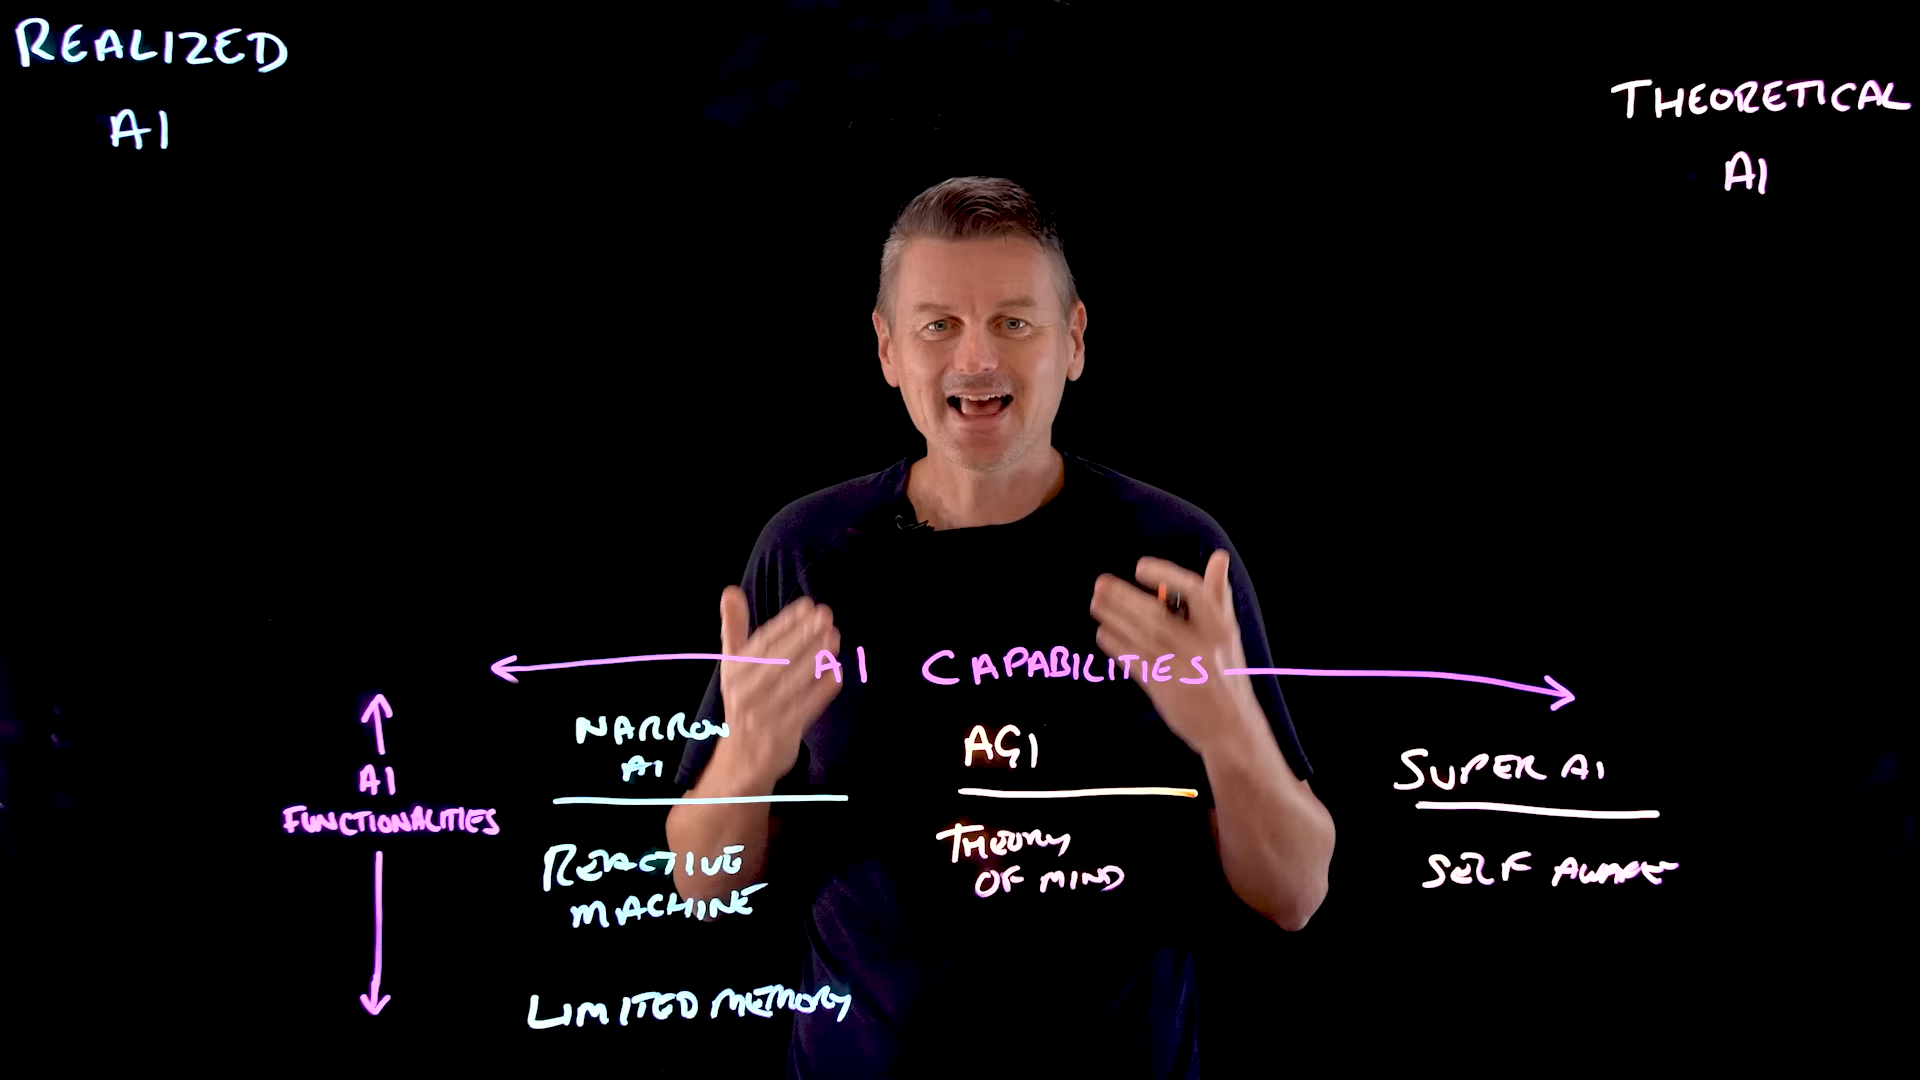 REALIZED
AI
THEORETICAL
AI
AI CAPABILITIES
AI
FUNCTIONALITIES
NARROW
AI
REACTIVE
MACHINE
LIMITED MEMORY
AGI
THEORY
OF MIND
SUPER AI
SELF AWARE